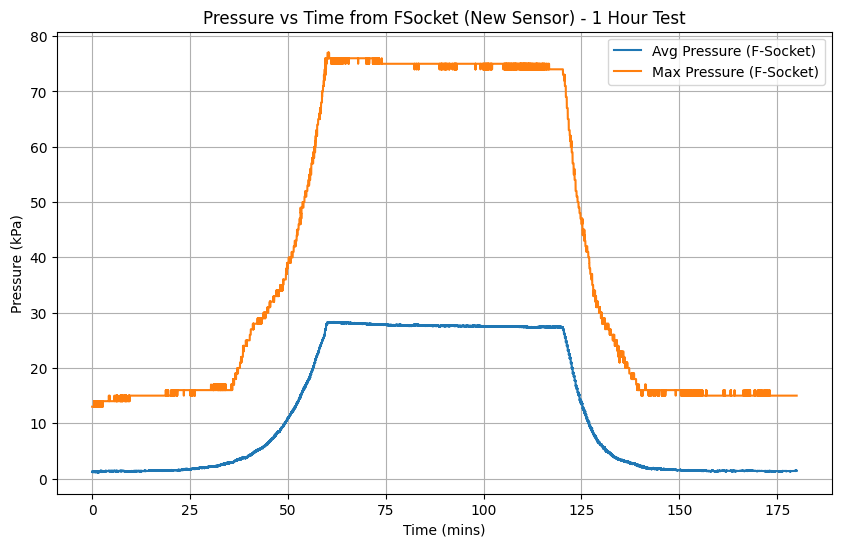 Pressure vs Time from FSocket (New Sensor) - 1 Hour Test
Avg Pressure (F-Socket)
Max Pressure (F-Socket)
Pressure (kPa)
80
70
60
50
40
30
20
10
0
0 25 50 75 100 125 150 175
Time (mins)